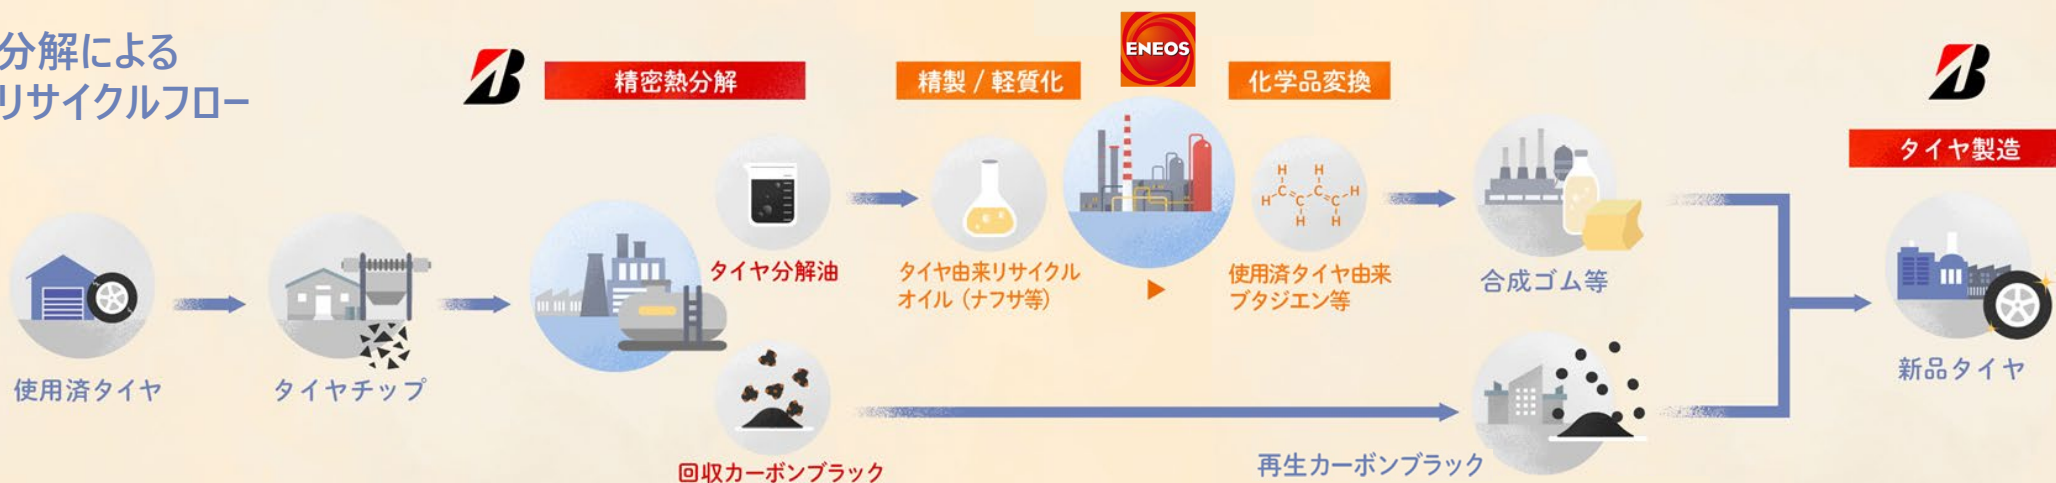 分解による
リサイクルフロー
精密熱分解
精製 / 軽質化
ENEOS
化学品変換
タイヤ製造
H H
H C C H
C C
H H
タイヤ分解油
タイヤ由来リサイクル
オイル（ナフサ等）
使用済タイヤ由来
ブタジエン等
合成ゴム等
使用済タイヤ
タイヤチップ
新品タイヤ
回収カーボンブラック
再生カーボンブラック